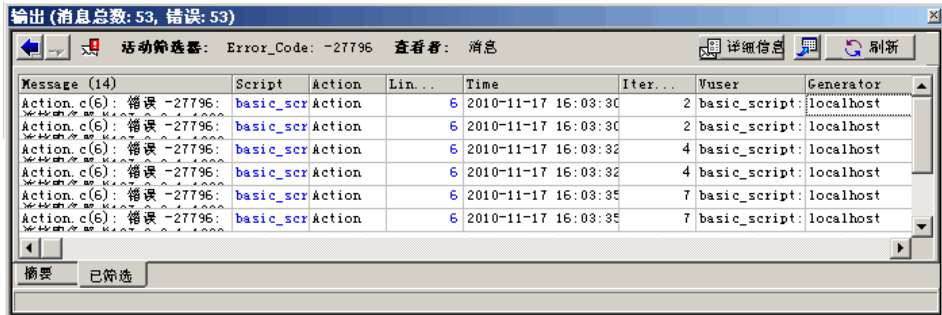 输出 (消息总数: 53, 错误: 53)
活动筛选器: Error_Code: -27796 查看者: 消息 详细信息 刷新
Message (14) Script Action Lin... Time Iter... Vuser Generator
Action.c(6): 错误 -27796: basic_scr Action 6 2010-11-17 16:03:30 2 basic_script: localhost
Action.c(6): 错误 -27796: basic_scr Action 6 2010-11-17 16:03:30 2 basic_script: localhost
Action.c(6): 错误 -27796: basic_scr Action 6 2010-11-17 16:03:32 4 basic_script: localhost
Action.c(6): 错误 -27796: basic_scr Action 6 2010-11-17 16:03:32 4 basic_script: localhost
Action.c(6): 错误 -27796: basic_scr Action 6 2010-11-17 16:03:35 7 basic_script: localhost
Action.c(6): 错误 -27796: basic_scr Action 6 2010-11-17 16:03:35 7 basic_script: localhost
摘要 已筛选